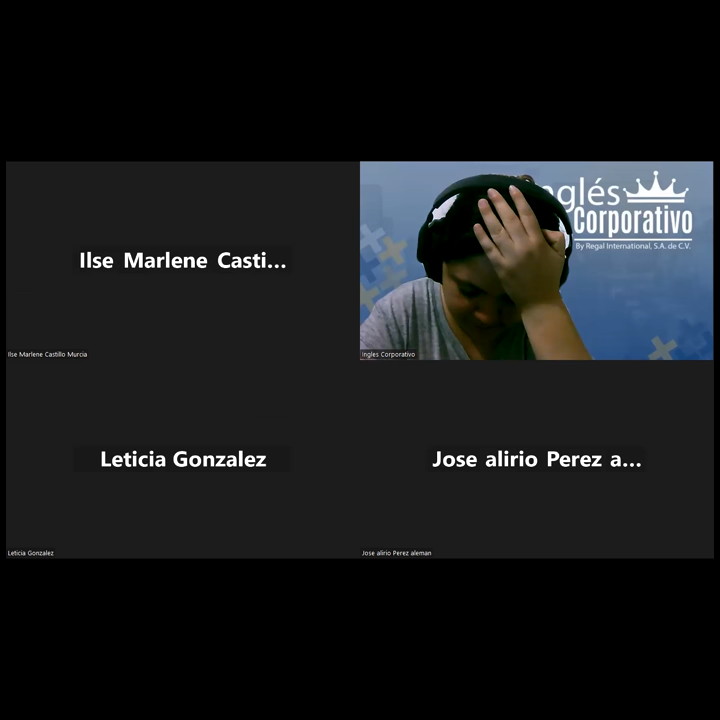 Ilse Marlene Casti...
Ilse Marlene Castillo Murcia
nglés
Corporativo
By Regal International, S.A. de C.V.
Ingles Corporativo
Leticia Gonzalez
Leticia Gonzalez
Jose alirio Perez a...
Jose alirio Perez aleman